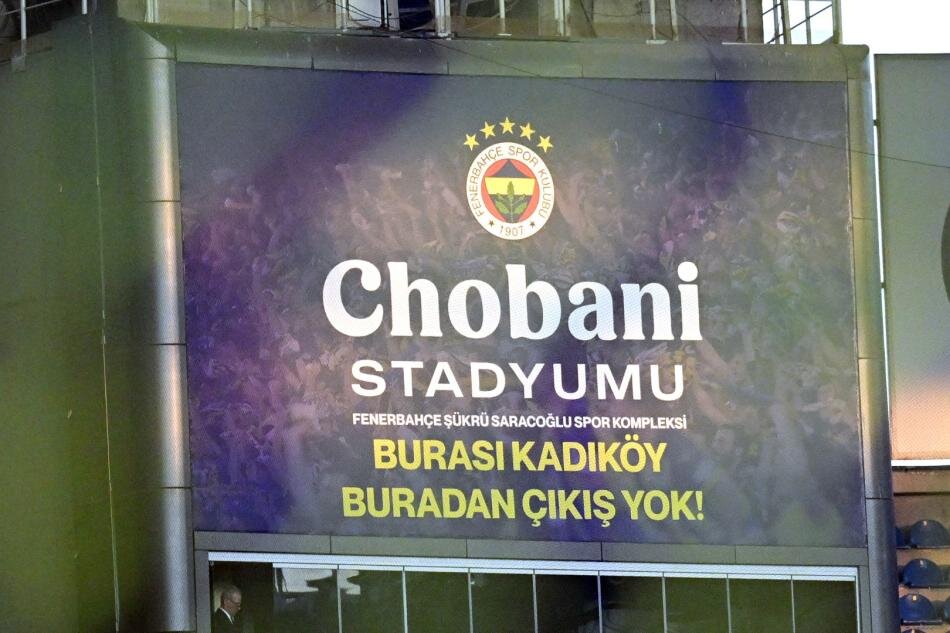 FENERBAHÇE SPOR KULÜBÜ
★ 1907 ★
Chobani
STADYUMU
FENERBAHÇE ŞÜKRÜ SARACOĞLU SPOR KOMPLEKSİ
BURASI KADIKÖY
BURADAN ÇIKIŞ YOK!